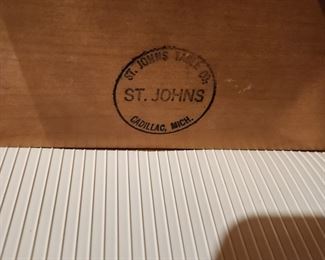 ST. JOHNS TABLE CO.
ST. JOHNS
CADILLAC, MICH.